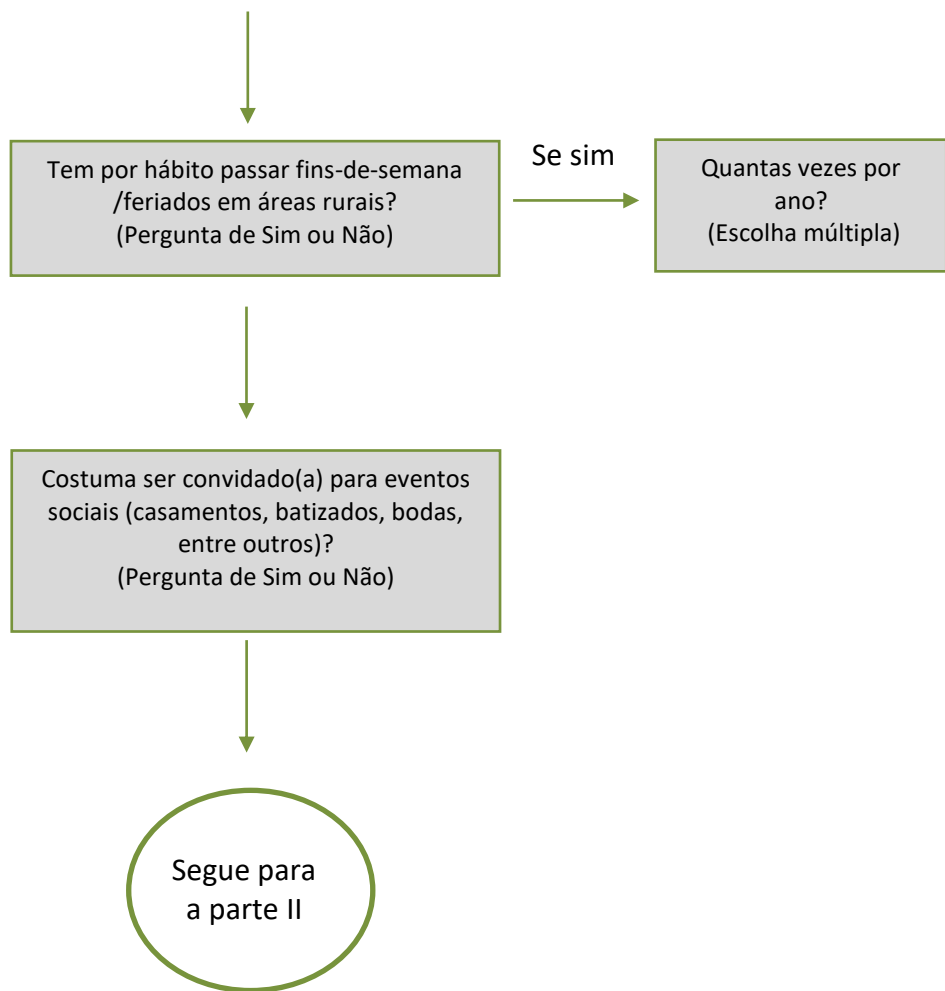 Tem por hábito passar fins-de-semana
/feriados em áreas rurais?
(Pergunta de Sim ou Não)
Se sim
Quantas vezes por
ano?
(Escolha múltipla)
Costuma ser convidado(a) para eventos
sociais (casamentos, batizados, bodas,
entre outros)?
(Pergunta de Sim ou Não)
Segue para
a parte II